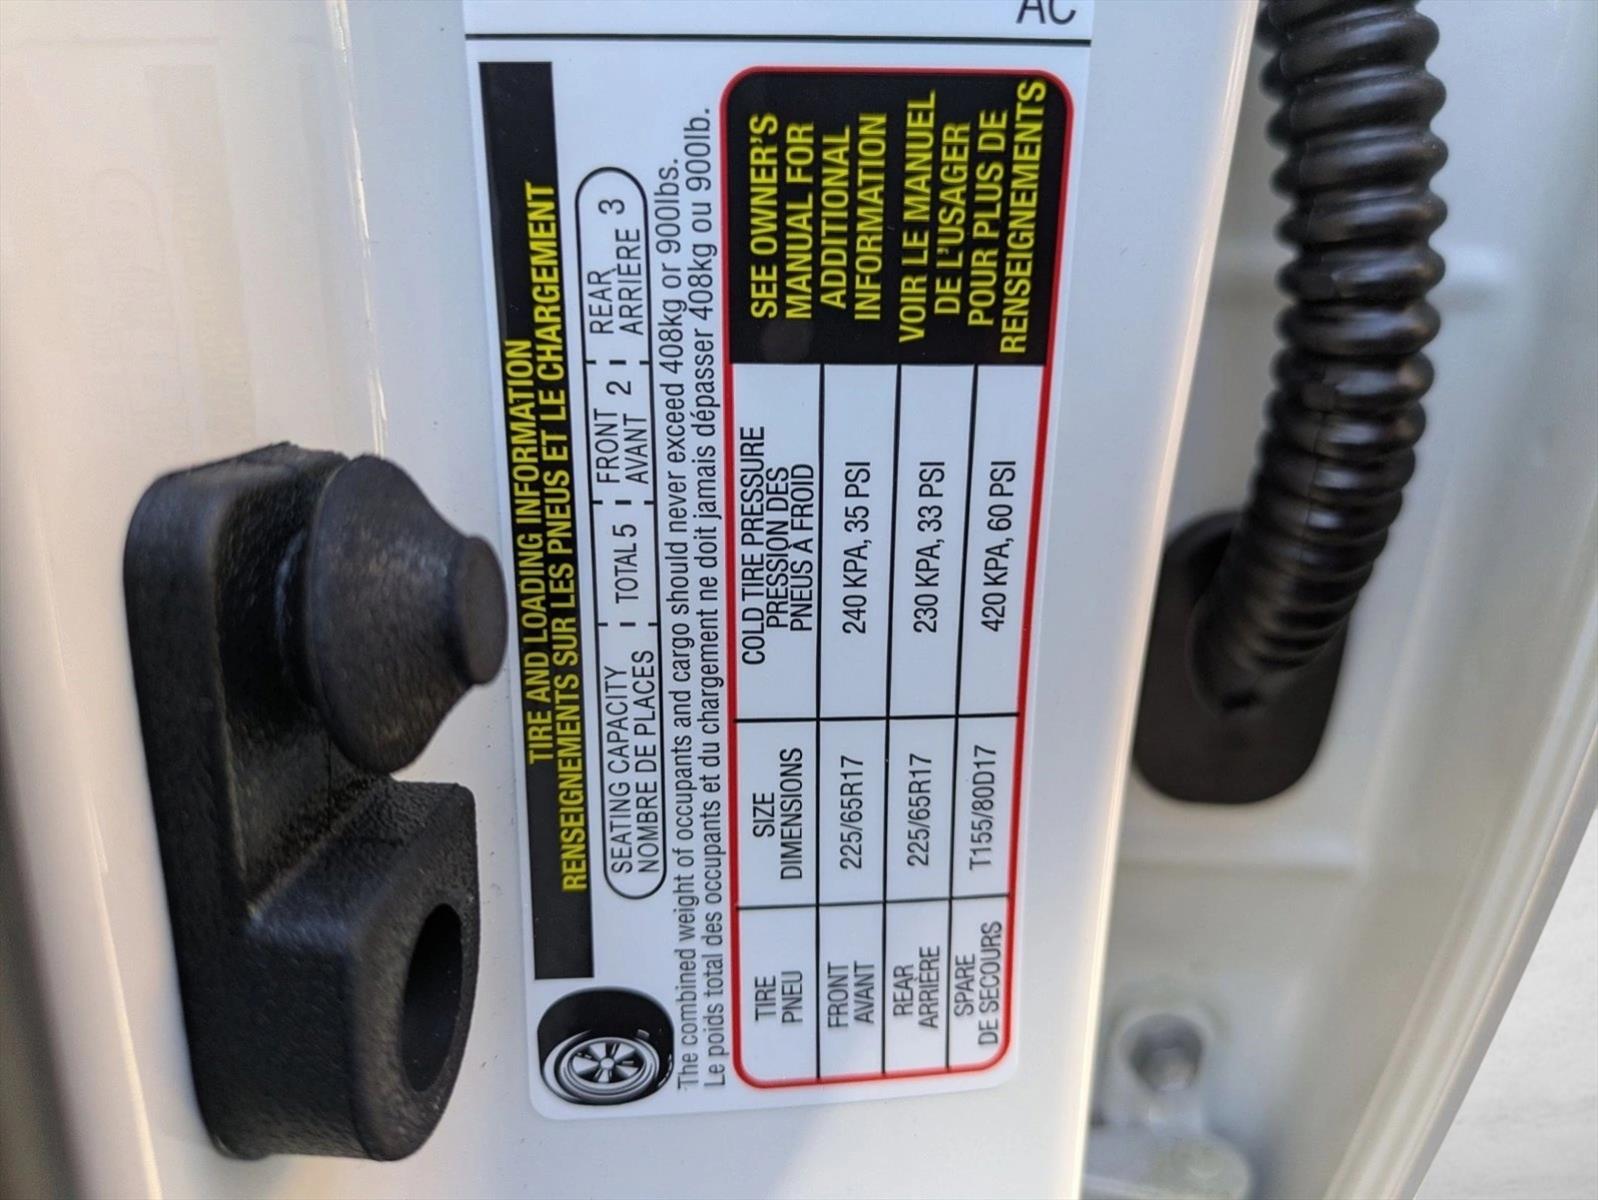 AC
TIRE AND LOADING INFORMATION
RENSEIGNEMENTS SUR LES PNEUS ET LE CHARGEMENT
SEATING CAPACITY
NOMBRE DE PLACES
TOTAL 5
FRONT
AVANT 2
REAR
ARRIÈRE 3
The combined weight of occupants and cargo should never exceed 408kg or 900lbs.
Le poids total des occupants et du chargement ne doit jamais dépasser 408kg ou 900lb.
TIRE
PNEU
SIZE
DIMENSIONS
COLD TIRE PRESSURE
PRESSION DES
PNEUS À FROID
FRONT
AVANT
225/65R17
240 KPA, 35 PSI
REAR
ARRIÈRE
225/65R17
230 KPA, 33 PSI
SPARE
DE SECOURS
T155/80D17
420 KPA, 60 PSI
SEE OWNER'S
MANUAL FOR
ADDITIONAL
INFORMATION
VOIR LE MANUEL
DE L'USAGER
POUR PLUS DE
RENSEIGNEMENTS